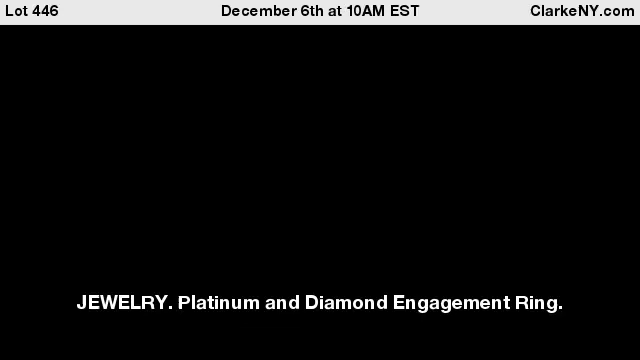 Lot 446 December 6th at 10AM EST ClarkeNY.com
JEWELRY. Platinum and Diamond Engagement Ring.